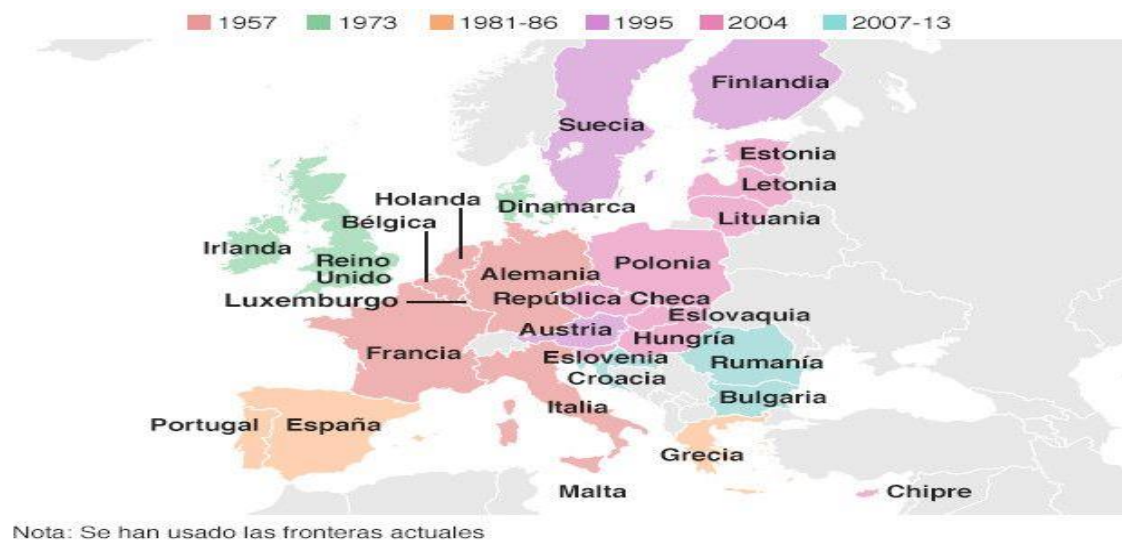 1957 1973 1981-86 1995 2004 2007-13
Finlandia
Suecia
Estonia
Letonia
Holanda
Dinamarca
Lituania
Bélgica
Irlanda
Reino
Unido
Polonia
Alemania
Luxemburgo
República Checa
Eslovaquia
Austria
Hungría
Francia
Eslovenia
Rumanía
Croacia
Bulgaria
Italia
Portugal
España
Grecia
Malta
Chipre
Nota: Se han usado las fronteras actuales